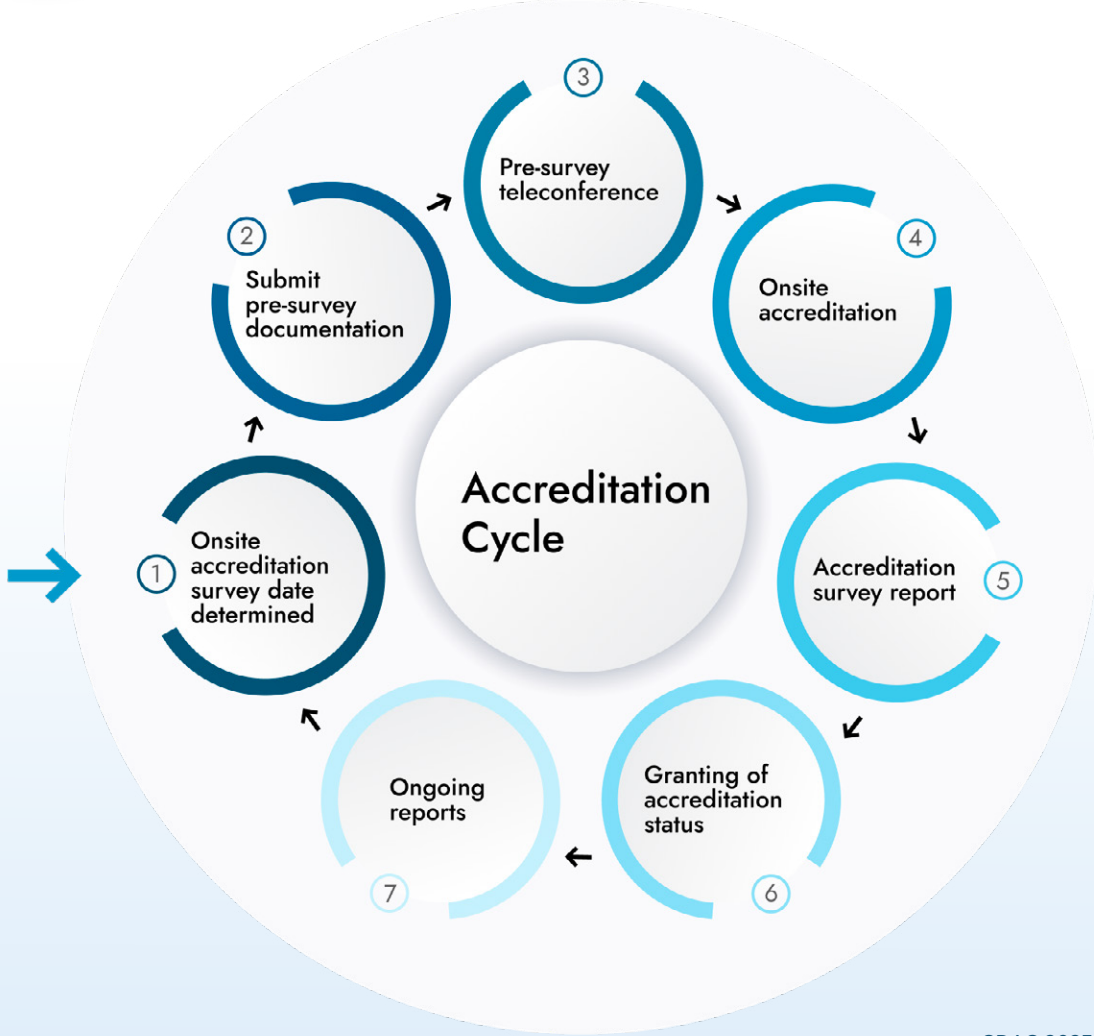 3
Pre-survey
teleconference
2
Submit
pre-survey
documentation
4
Onsite
accreditation
Accreditation
Cycle
1
Onsite
accreditation
survey date
determined
5
Accreditation
survey report
Granting of
accreditation
status
6
Ongoing
reports
7